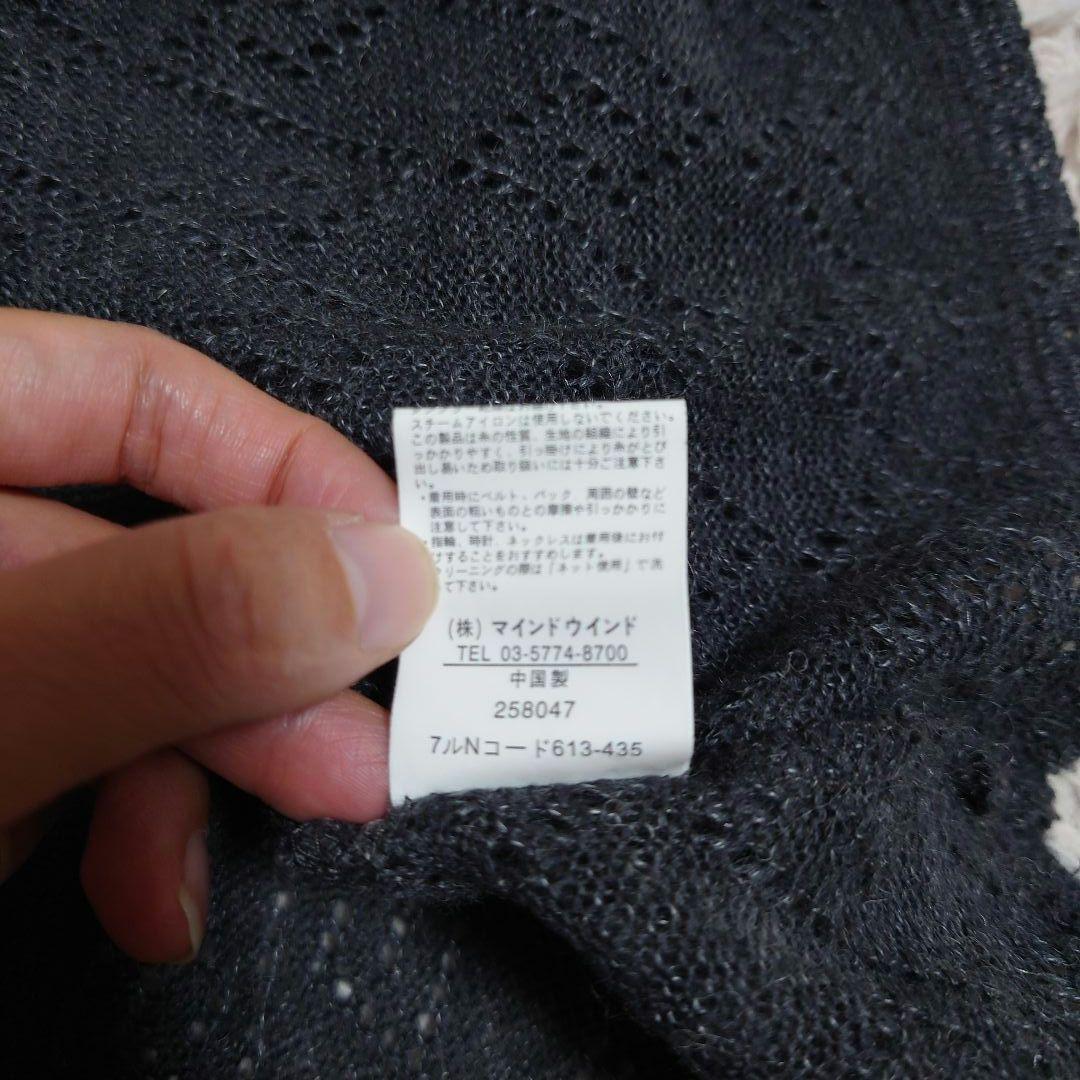 スチームアイロンは使用しないでください。
この製品は糸の性質、生地の組織により引
っかかりやすく、引っ掛けにより糸がとび
出し易いため取り扱いには十分ご注意下さ
い。
・着用時にベルト、バック、周囲の壁など
表面の粗いものとの摩擦や引っかかりに
注意して下さい。
・指輪、時計、ネックレスは着用後にお付
けすることをおすすめします。
リーニングの際は「ネット使用」で洗
て下さい。
(株) マインドウインド
TEL 03-5774-8700
中国製
258047
7ルNコード613-435